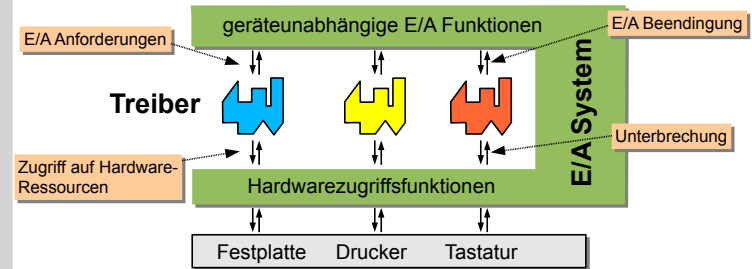 geräteunabhängige E/A Funktionen
E/A Anforderungen
E/A Beendingung
Treiber
E/A System
Unterbrechung
Zugriff auf Hardware-
Ressourcen
Hardwarezugriffsfunktionen
Festplatte Drucker Tastatur